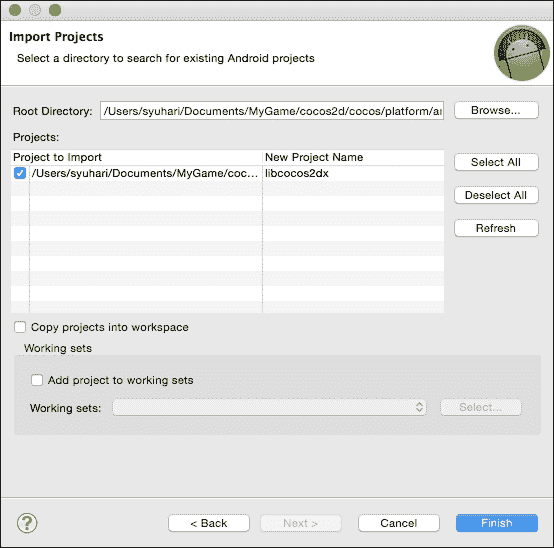 Import Projects
Select a directory to search for existing Android projects
Root Directory: /Users/syuhari/Documents/MyGame/cocos2d/cocos/platform/ar Browse...
Projects:
Project to Import New Project Name
/Users/syuhari/Documents/MyGame/coc... libcocos2dx
Select All
Deselect All
Refresh
Copy projects into workspace
Working sets
Add project to working sets
Working sets: Select...
? < Back Next > Cancel Finish